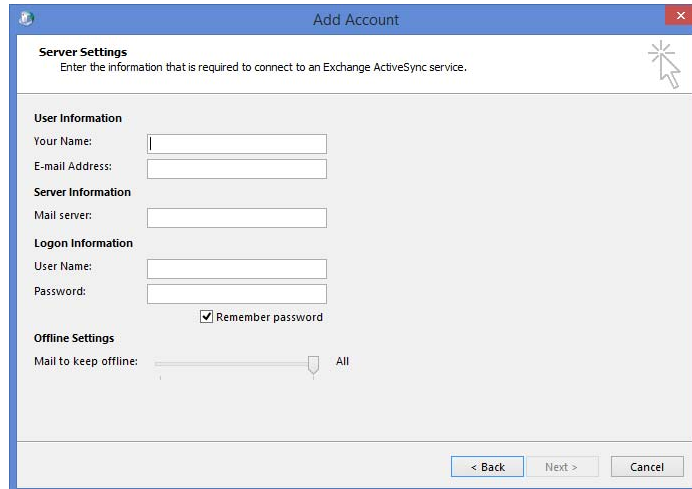 Add Account
Server Settings
Enter the information that is required to connect to an Exchange ActiveSync service.
User Information
Your Name:
E-mail Address:
Server Information
Mail server:
Logon Information
User Name:
Password:
Remember password
Offline Settings
Mail to keep offline: All
< Back Next > Cancel